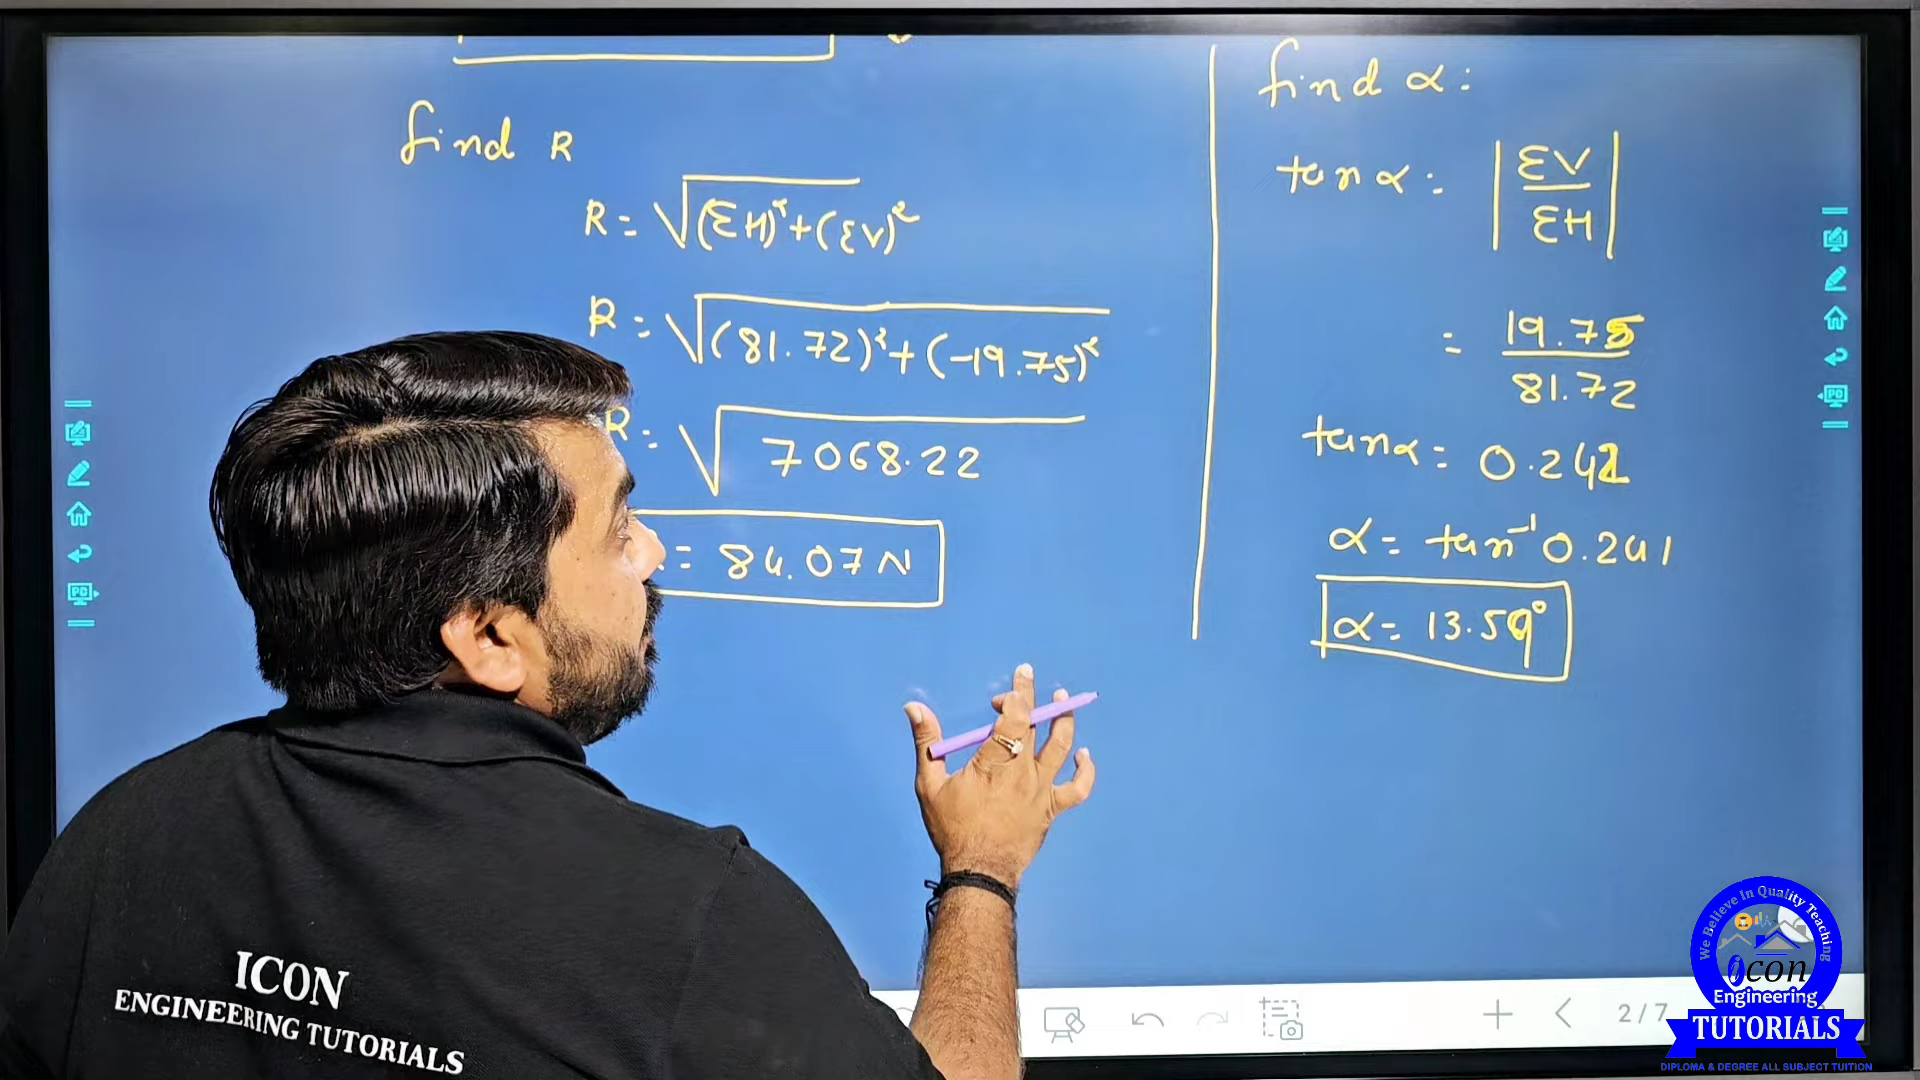 find R
R = √(ΣH)² + (ΣV)²
R = √(81.72)² + (-19.75)²
R = √7068.22
= 84.07 N
find α :
tan α = |ΣV / ΣH|
= 19.75 / 81.72
tan α = 0.241
α = tan⁻¹ 0.241
α = 13.59°
ICON
ENGINEERING TUTORIALS
2/7
We Believe In Quality Teaching
icon
Engineering
TUTORIALS
DIPLOMA & DEGREE ALL SUBJECT TUITION